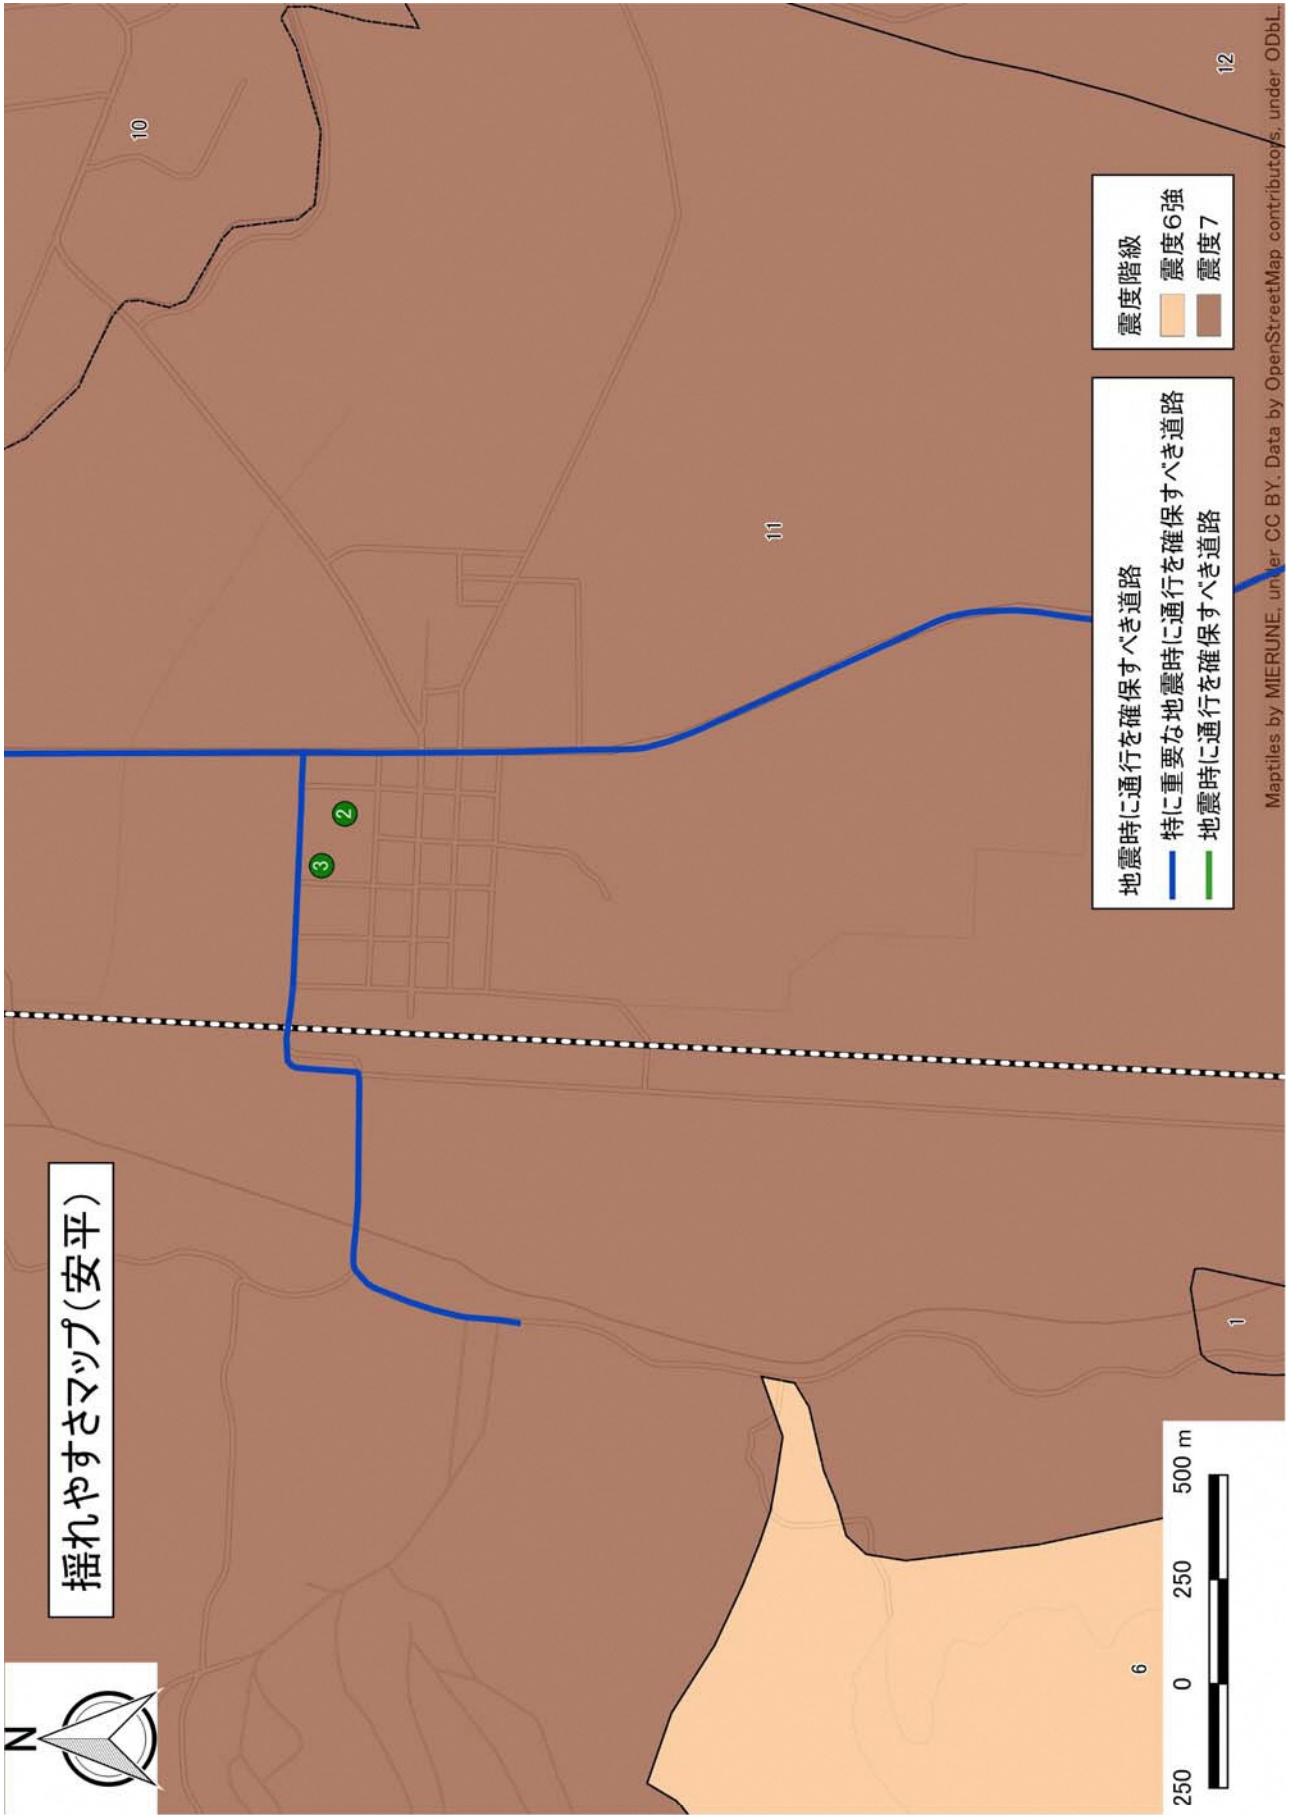 揺れやすさマップ(安平)
N
10
12
11
2
3
1
6
地震時に通行を確保すべき道路
特に重要な地震時に通行を確保すべき道路
地震時に通行を確保すべき道路
震度階級
震度6強
震度7
250 0 250 500 m
Maptiles by MIERUNE, under CC BY. Data by OpenStreetMap contributors, under ODbL.